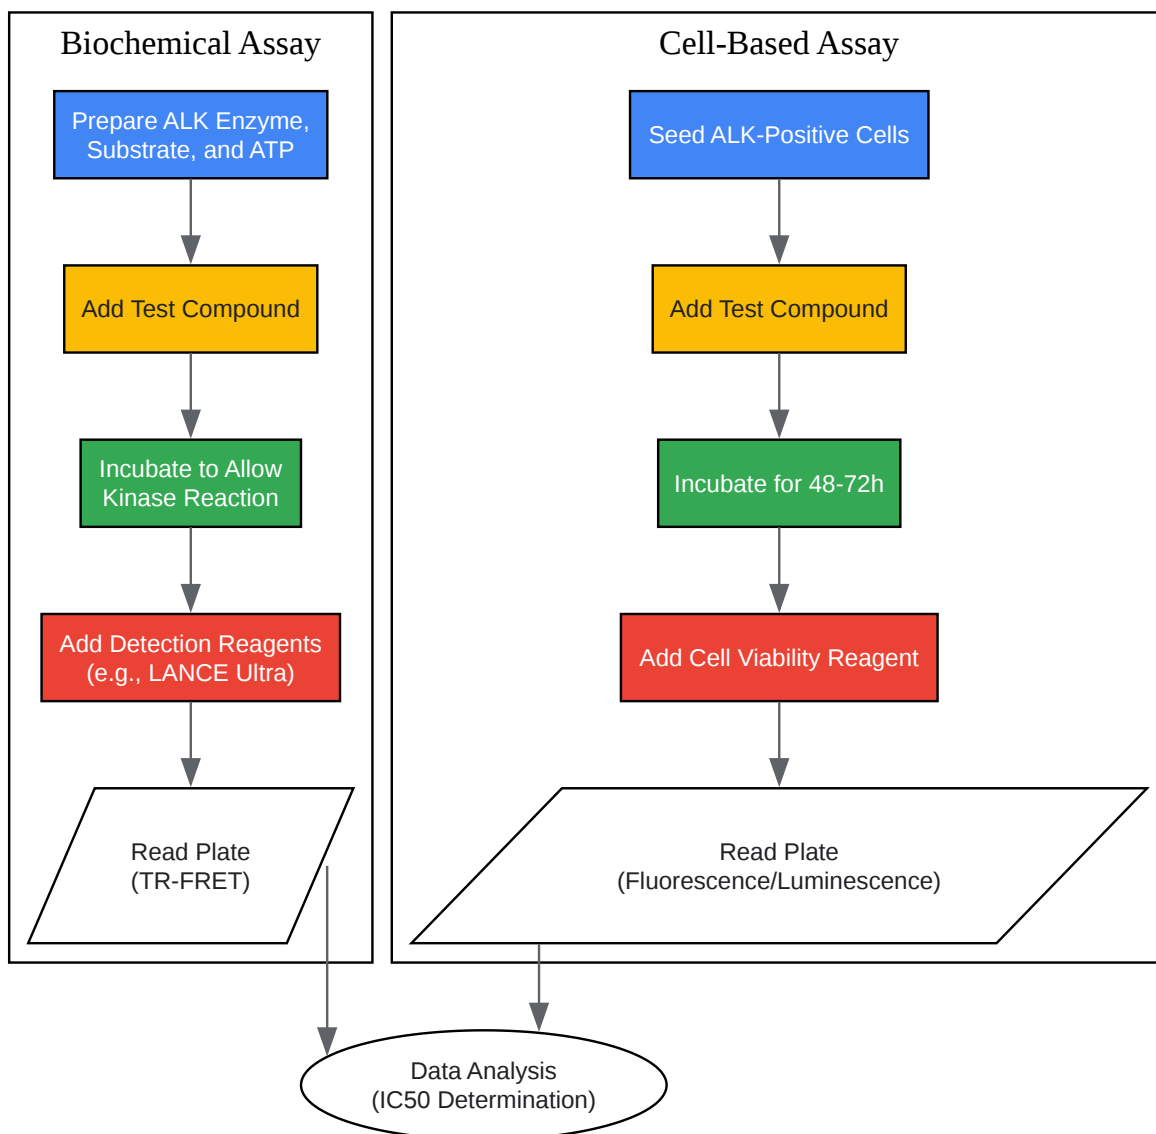 Biochemical Assay
Prepare ALK Enzyme,
Substrate, and ATP
Add Test Compound
Incubate to Allow
Kinase Reaction
Add Detection Reagents
(e.g., LANCE Ultra)
Read Plate
(TR-FRET)
Cell-Based Assay
Seed ALK-Positive Cells
Add Test Compound
Incubate for 48-72h
Add Cell Viability Reagent
Read Plate
(Fluorescence/Luminescence)
Data Analysis
(IC50 Determination)